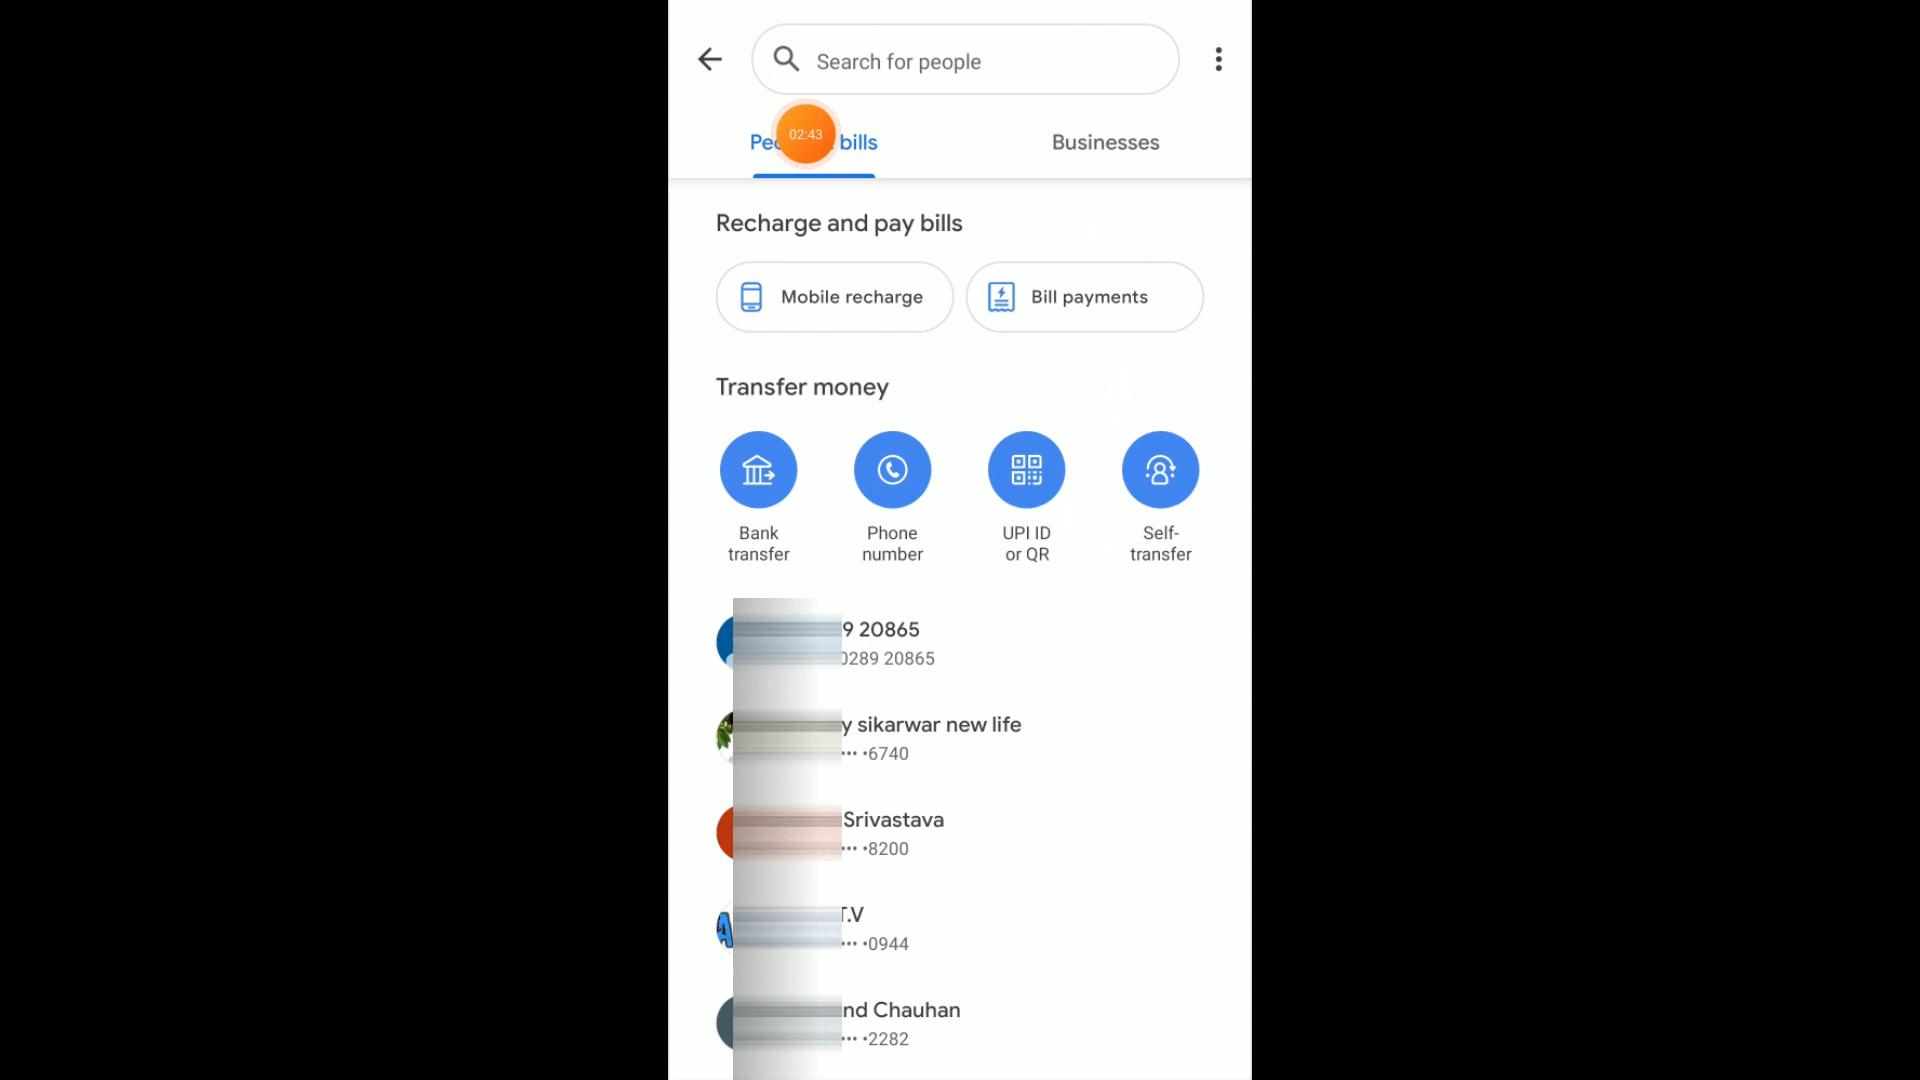 Search for people
02:43
bills
Businesses
Recharge and pay bills
Mobile recharge
Bill payments
Transfer money
Bank
transfer
Phone
number
UPI ID
or QR
Self-
transfer
9 20865
0289 20865
y sikarwar new life
•••6740
Srivastava
•••8200
T.V
•••0944
nd Chauhan
•••2282